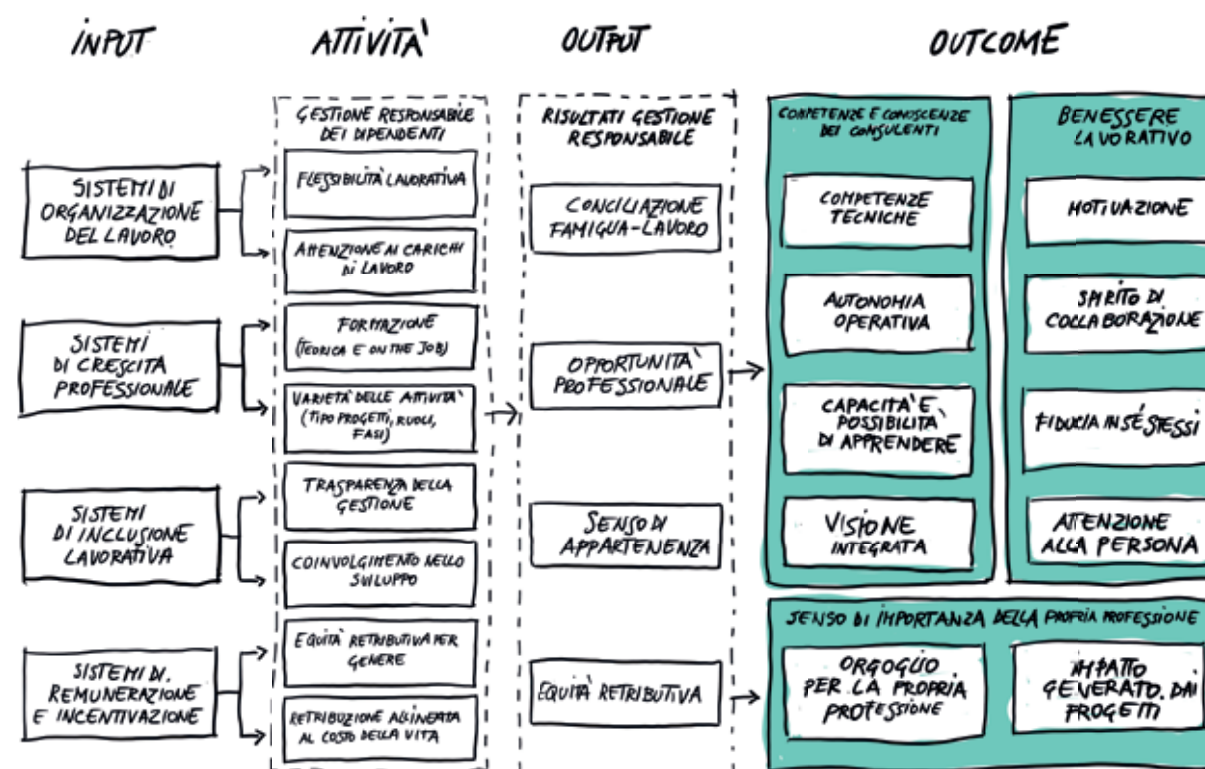 INPUT
ATTIVITÀ
OUTPUT
OUTCOME
GESTIONE RESPONSABILE
DEI DIPENDENTI
RISULTATI GESTIONE
RESPONSABILE
COMPETENZE E CONOSCENZE
DEI CONSULENTI
BENESSERE
LAVORATIVO
SISTEMI DI
ORGANIZZAZIONE
DEL LAVORO
FLESSIBILITÀ LAVORATIVA
ATTENZIONE AI CARICHI
DI LAVORO
CONCILIAZIONE
FAMIGLIA-LAVORO
COMPETENZE
TECNICHE
MOTIVAZIONE
SISTEMI
DI CRESCITA
PROFESSIONALE
FORMAZIONE
(TEORICA E ON THE JOB)
VARIETÀ DELLE ATTIVITÀ
(TIPO PROGETTI, RUOLI,
FASI)
OPPORTUNITÀ
PROFESSIONALE
AUTONOMIA
OPERATIVA
SPIRITO DI
COLLABORAZIONE
CAPACITÀ E
POSSIBILITÀ
DI APPRENDERE
FIDUCIA IN SÉ STESSI
SISTEMI
DI INCLUSIONE
LAVORATIVA
TRASPARENZA DELLA
GESTIONE
COINVOLGIMENTO NELLO
SVILUPPO
SENSO DI
APPARTENENZA
VISIONE
INTEGRATA
ATTENZIONE
ALLA PERSONA
SISTEMI DI.
REMUNERAZIONE
E INCENTIVAZIONE
EQUITÀ RETRIBUTIVA PER
GENERE
RETRIBUZIONE ALLINEATA
AL COSTO DELLA VITA
EQUITÀ RETRIBUTIVA
SENSO DI IMPORTANZA DELLA PROPRIA PROFESSIONE
ORGOGLIO
PER LA PROPRIA
PROFESSIONE
IMPATTO
GENERATO DAI
PROGETTI